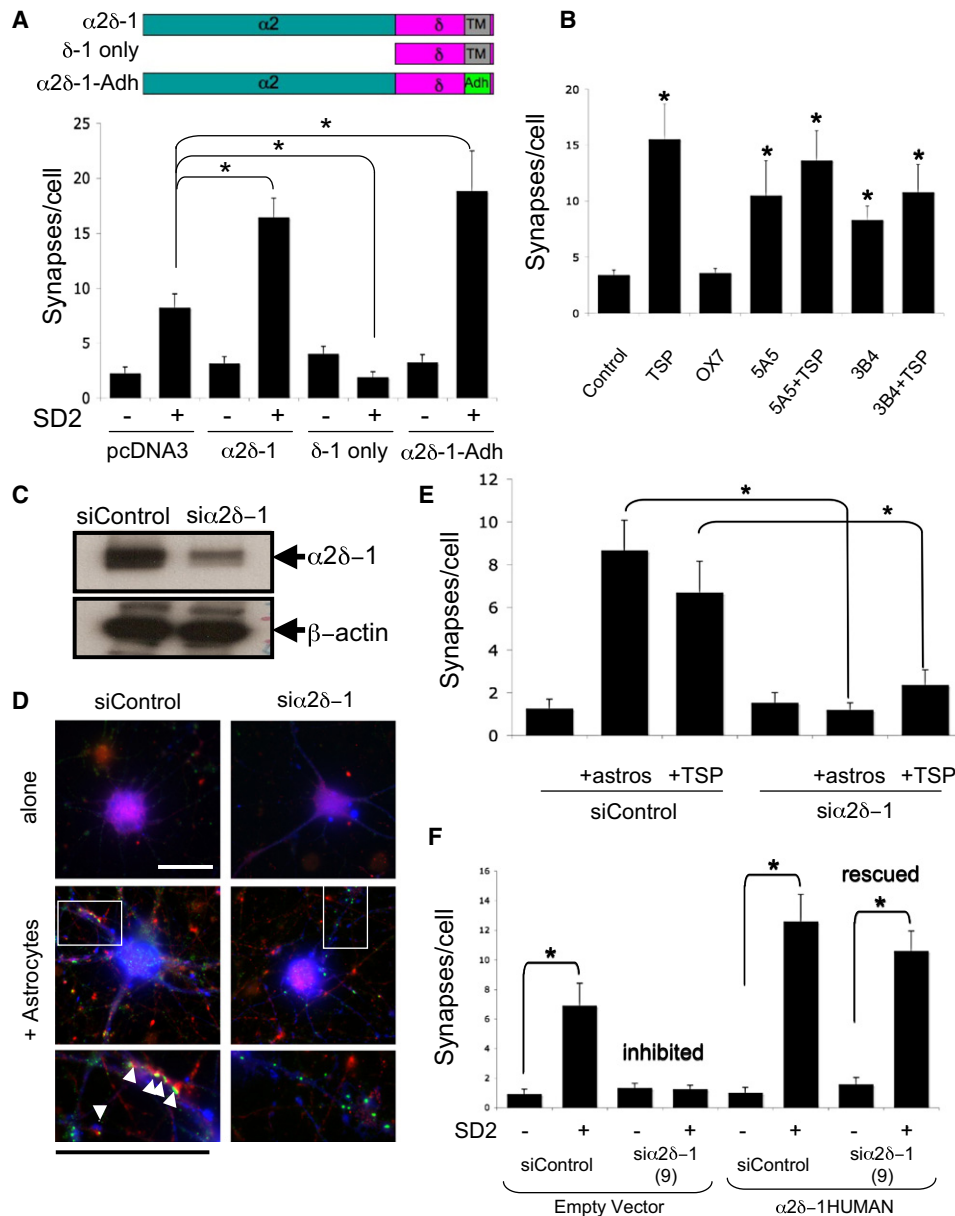 A
α2δ-1
α2
δ
TM
δ-1 only
δ
TM
α2δ-1-Adh
α2
δ
Adh
Synapses/cell
25
20
15
10
5
0
*
*
*
SD2 - + - + - + - +
pcDNA3 α2δ-1 δ-1 only α2δ-1-Adh
B
Synapses/cell
20
15
10
5
0
* * * * *
Control TSP OX7 5A5 5A5+TSP 3B4 3B4+TSP
C
siControl siα2δ–1
α2δ–1
β–actin
D
siControl siα2δ–1
alone
+ Astrocytes
E
Synapses/cell
12
10
8
6
4
2
0
*
*
+astros +TSP +astros +TSP
siControl siα2δ–1
F
Synapses/cell
16
14
12
10
8
6
4
2
0
*
inhibited
*
rescued
*
SD2 - + - + - + - +
siControl siα2δ–1 siControl siα2δ–1
(9) (9)
Empty Vector α2δ–1HUMAN